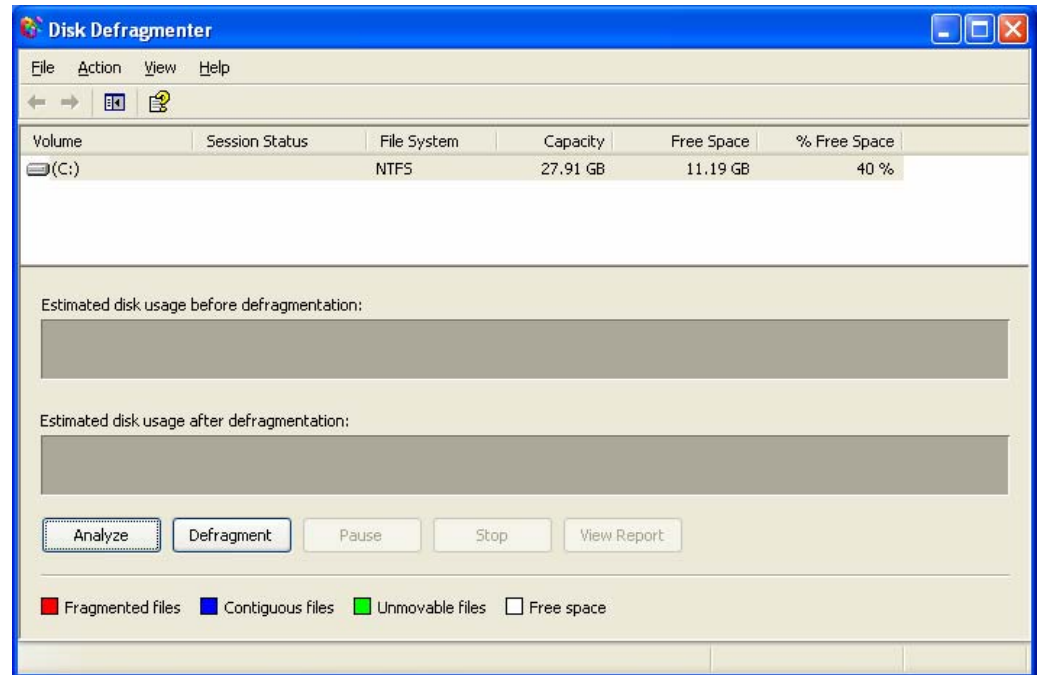 Disk Defragmenter
File Action View Help
Volume Session Status File System Capacity Free Space % Free Space
(C:) NTFS 27.91 GB 11.19 GB 40 %
Estimated disk usage before defragmentation:
Estimated disk usage after defragmentation:
Analyze Defragment Pause Stop View Report
Fragmented files Contiguous files Unmovable files Free space